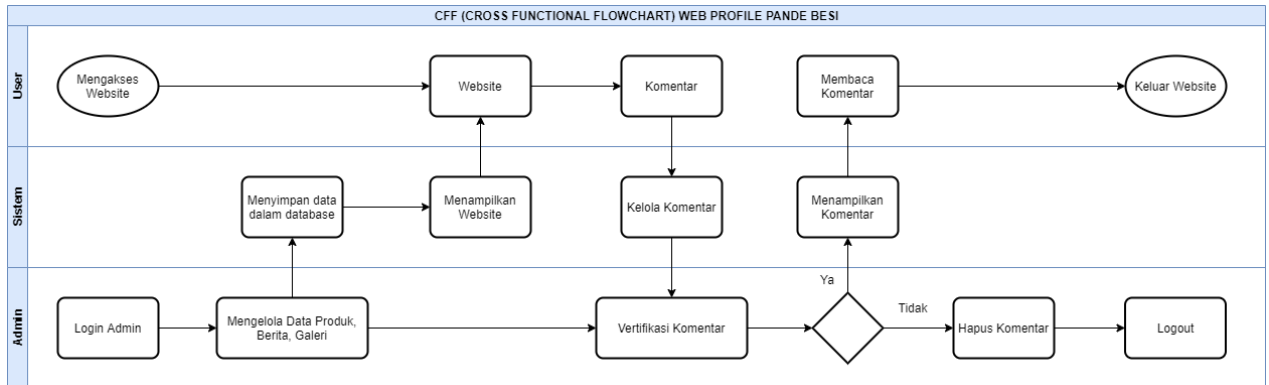 CFF (CROSS FUNCTIONAL FLOWCHART) WEB PROFILE PANDE BESI
User
Mengakses
Website
Website
Komentar
Membaca
Komentar
Keluar Website
Sistem
Menyimpan data
dalam database
Menampilkan
Website
Kelola Komentar
Menampilkan
Komentar
Admin
Login Admin
Mengelola Data Produk,
Berita, Galeri
Vertifikasi Komentar
Ya
Tidak
Hapus Komentar
Logout